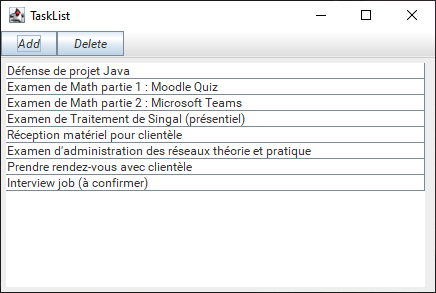 TaskList
Add Delete
Défense de projet Java
Examen de Math partie 1 : Moodle Quiz
Examen de Math partie 2 : Microsoft Teams
Examen de Traitement de Singal (présentiel)
Réception matériel pour clientèle
Examen d'administration des réseaux théorie et pratique
Prendre rendez-vous avec clientèle
Interview job (à confirmer)